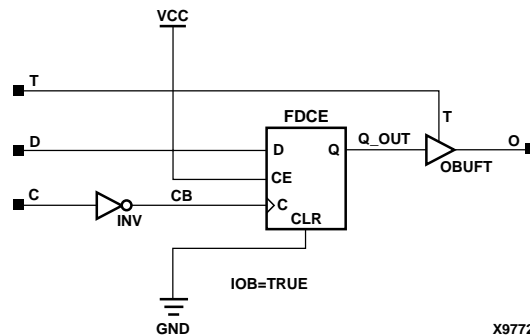 VCC
T
T
FDCE
D
D
Q
Q_OUT
O
OBUFT
CE
C
INV
CB
C
CLR
IOB=TRUE
GND
X9772